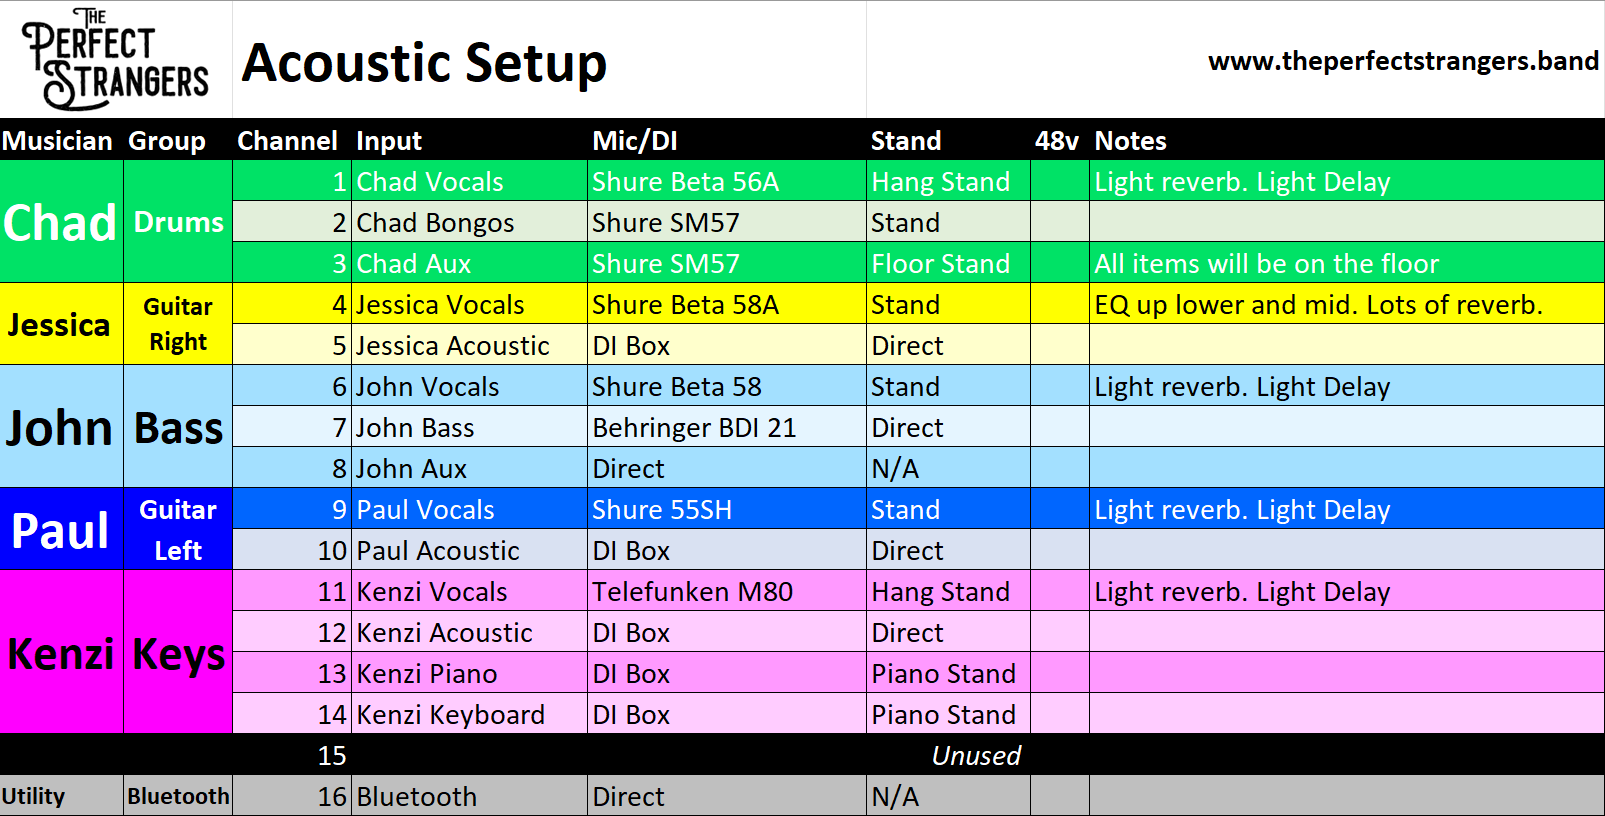 THE
PERFECT
STRANGERS
Acoustic Setup
www.theperfectstrangers.band
Musician Group Channel Input Mic/DI Stand 48v Notes
Chad Drums
1 Chad Vocals Shure Beta 56A Hang Stand Light reverb. Light Delay
2 Chad Bongos Shure SM57 Stand
3 Chad Aux Shure SM57 Floor Stand All items will be on the floor
Jessica Guitar Right
4 Jessica Vocals Shure Beta 58A Stand EQ up lower and mid. Lots of reverb.
5 Jessica Acoustic DI Box Direct
John Bass
6 John Vocals Shure Beta 58 Stand Light reverb. Light Delay
7 John Bass Behringer BDI 21 Direct
8 John Aux Direct N/A
Paul Guitar Left
9 Paul Vocals Shure 55SH Stand Light reverb. Light Delay
10 Paul Acoustic DI Box Direct
Kenzi Keys
11 Kenzi Vocals Telefunken M80 Hang Stand Light reverb. Light Delay
12 Kenzi Acoustic DI Box Direct
13 Kenzi Piano DI Box Piano Stand
14 Kenzi Keyboard DI Box Piano Stand
15 Unused
Utility Bluetooth 16 Bluetooth Direct N/A